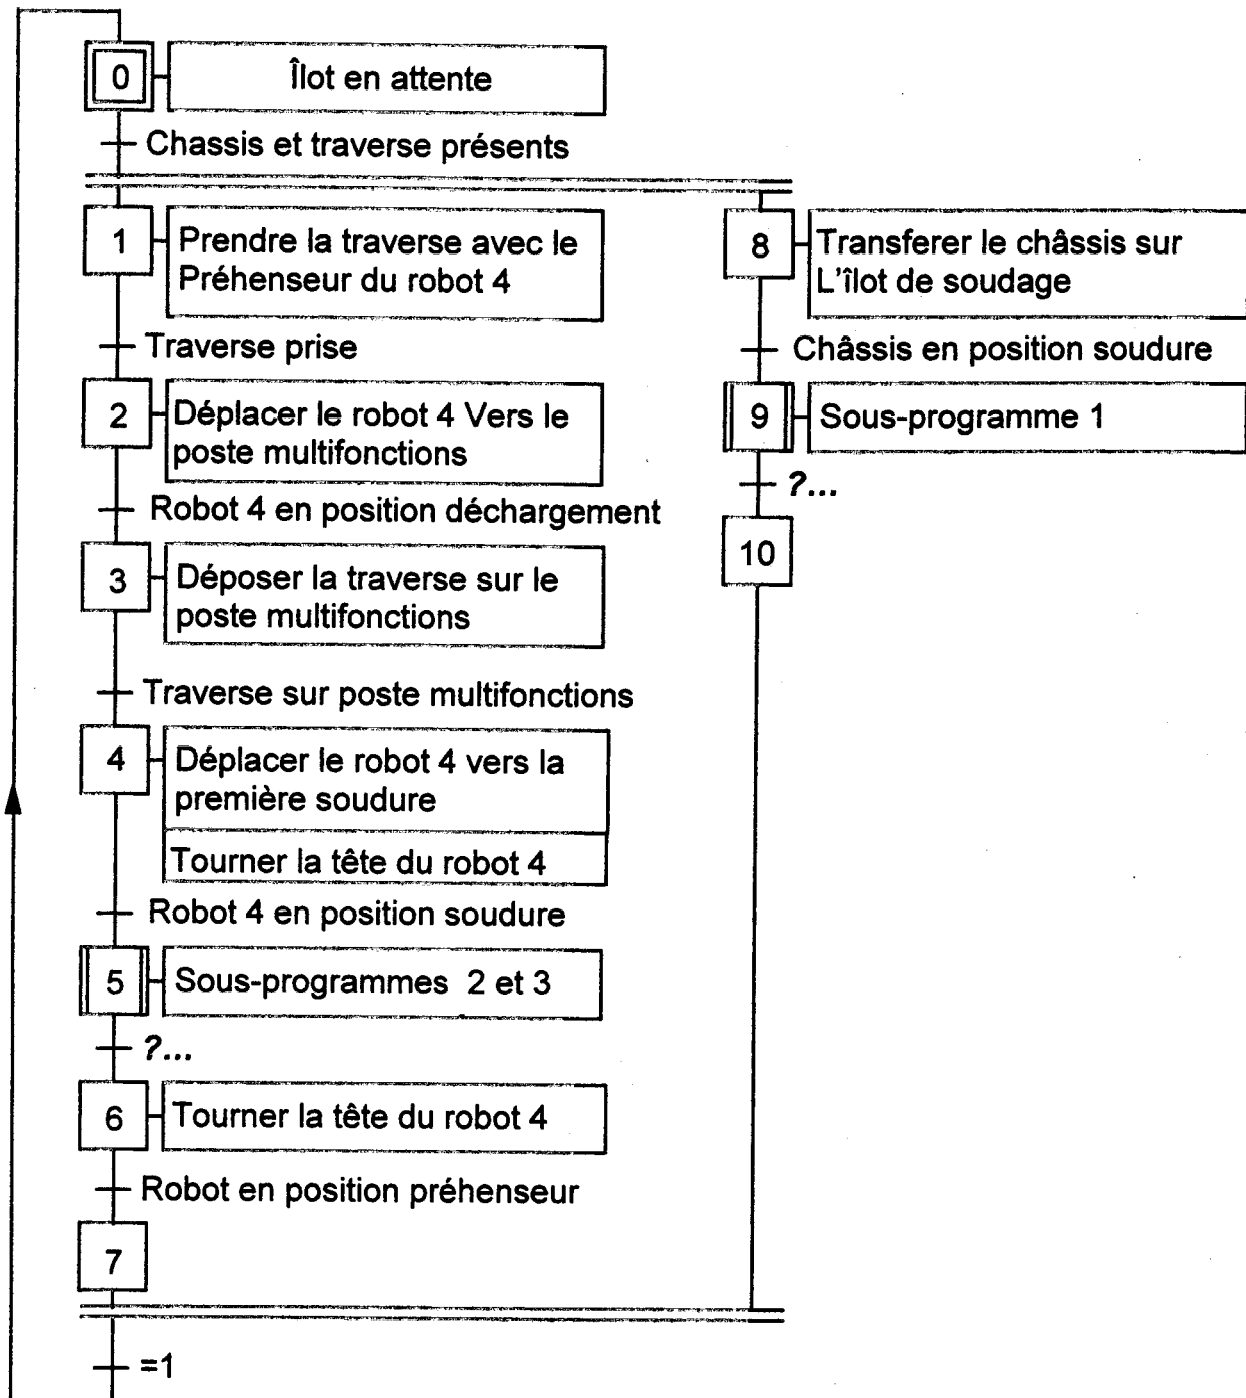 0
Îlot en attente
Chassis et traverse présents
1
Prendre la traverse avec le
Préhenseur du robot 4
Traverse prise
2
Déplacer le robot 4 Vers le
poste multifonctions
Robot 4 en position déchargement
3
Déposer la traverse sur le
poste multifonctions
Traverse sur poste multifonctions
4
Déplacer le robot 4 vers la
première soudure
Tourner la tête du robot 4
Robot 4 en position soudure
5
Sous-programmes 2 et 3
?...
6
Tourner la tête du robot 4
Robot en position préhenseur
7
=1
8
Transferer le châssis sur
L'îlot de soudage
Châssis en position soudure
9
Sous-programme 1
?...
10